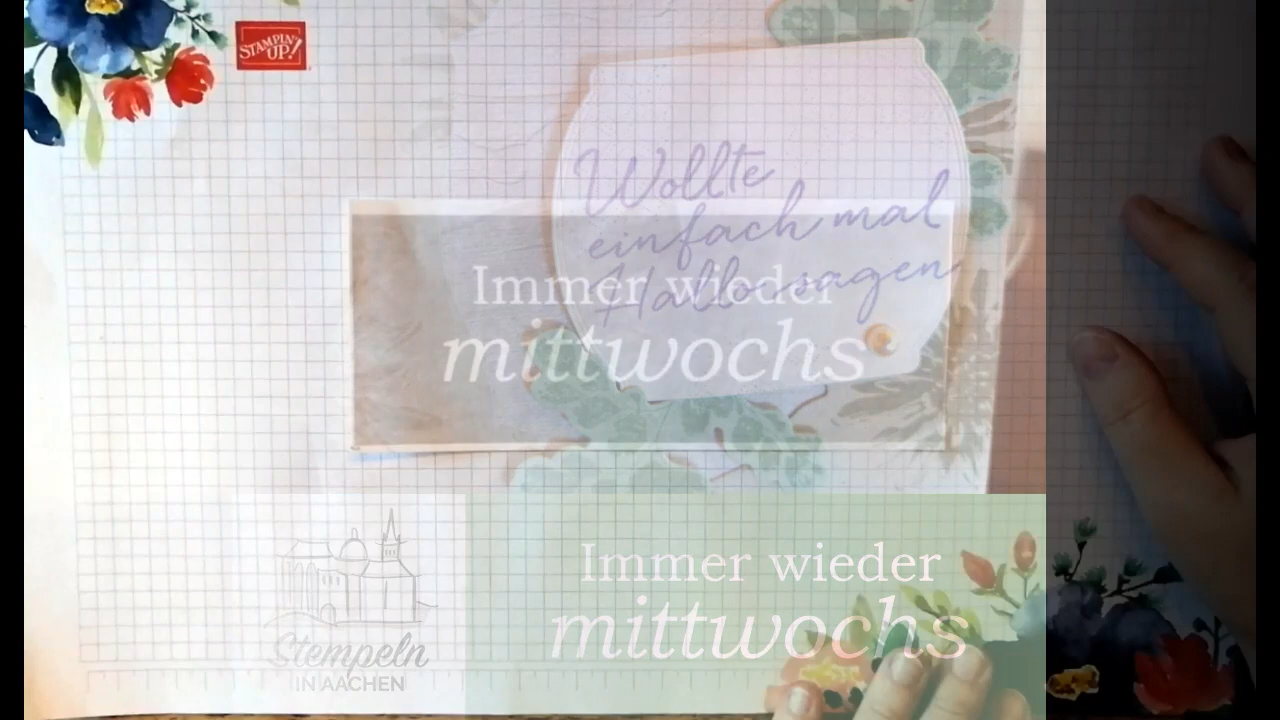 STAMPIN' UP!
Wollte
einfach mal
Hallo sagen
Immer wieder
mittwochs
Immer wieder
mittwochs
Stempeln
IN AACHEN